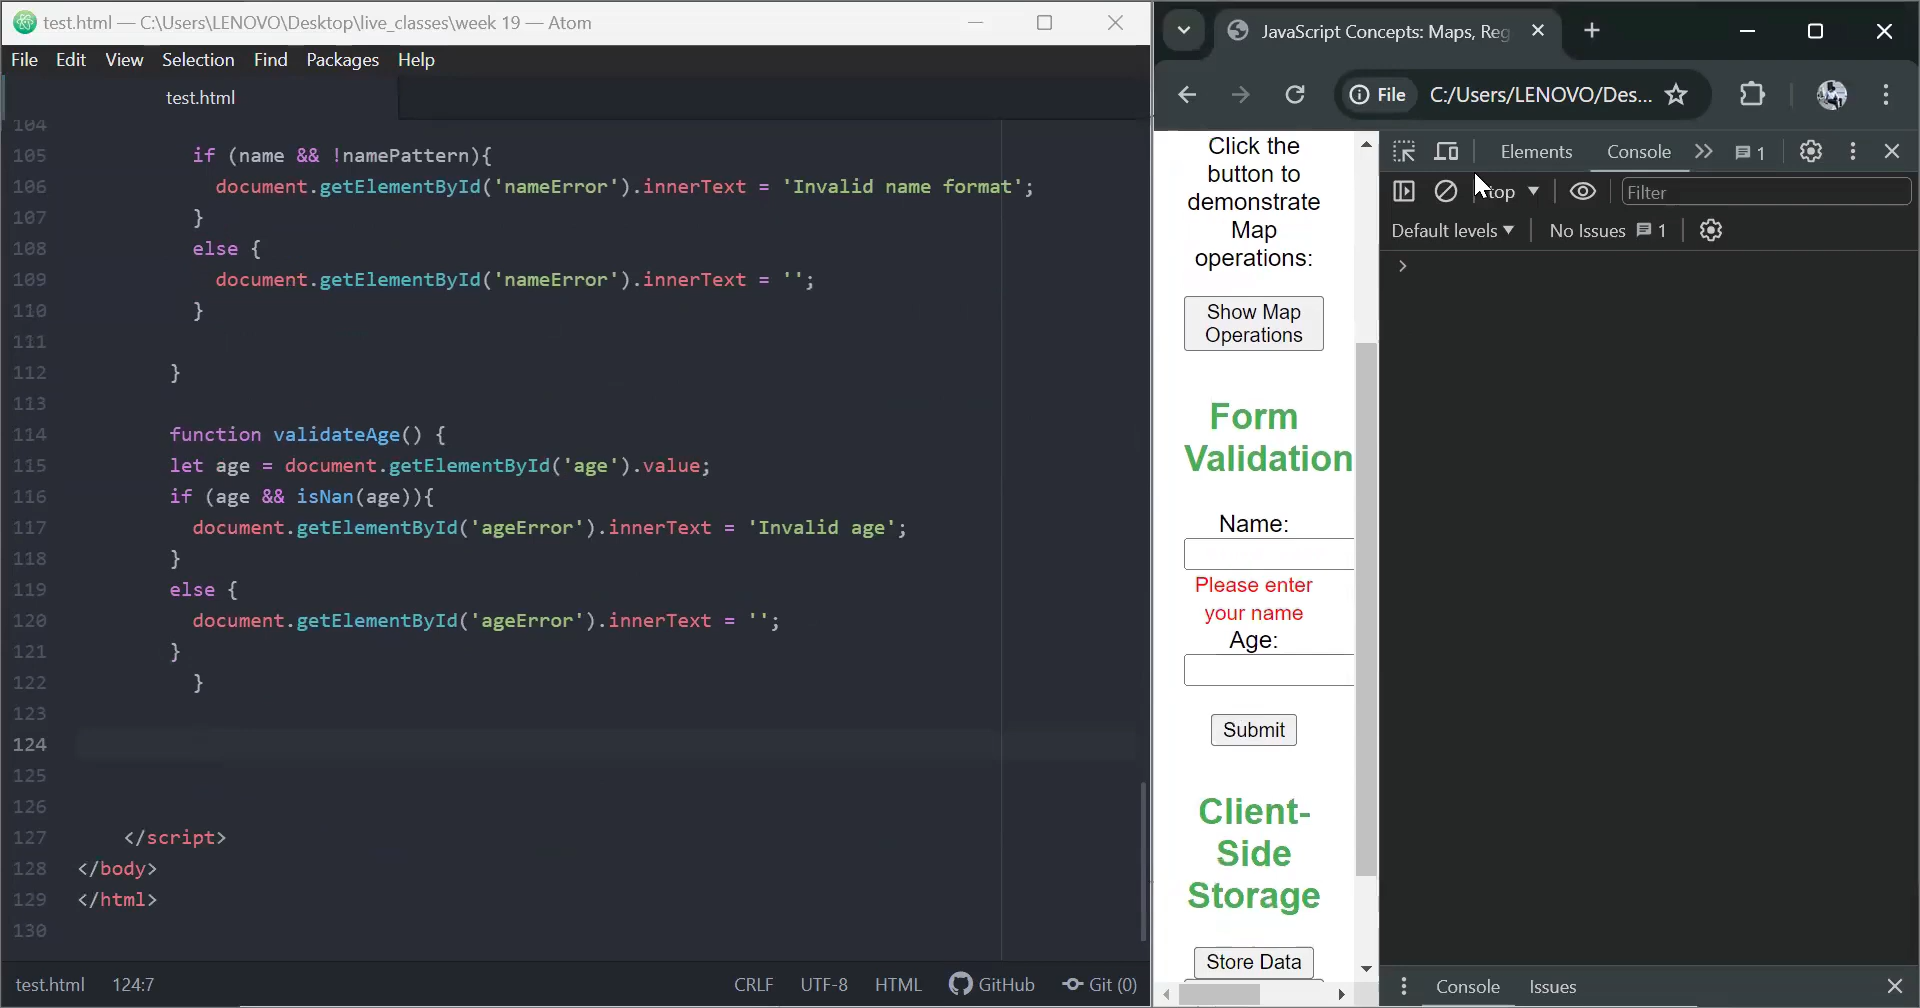 test.html — C:\Users\LENOVO\Desktop\live_classes\week 19 — Atom
File Edit View Selection Find Packages Help
test.html
104
105 if (name && !namePattern){
106 document.getElementById('nameError').innerText = 'Invalid name format';
107 }
108 else {
109 document.getElementById('nameError').innerText = '';
110 }
111
112 }
113
114 function validateAge() {
115 let age = document.getElementById('age').value;
116 if (age && isNan(age)){
117 document.getElementById('ageError').innerText = 'Invalid age';
118 }
119 else {
120 document.getElementById('ageError').innerText = '';
121 }
122 }
123
124
125
126
127 </script>
128 </body>
129 </html>
130
test.html 124:7 CRLF UTF-8 HTML GitHub Git (0)
JavaScript Concepts: Maps, Reg
File C:/Users/LENOVO/Des...
Click the
button to
demonstrate
Map
operations:
Show Map
Operations
Form
Validation
Name:
Please enter
your name
Age:
Submit
Client-
Side
Storage
Store Data
Elements Console 1
top Filter
Default levels No Issues 1
Console Issues